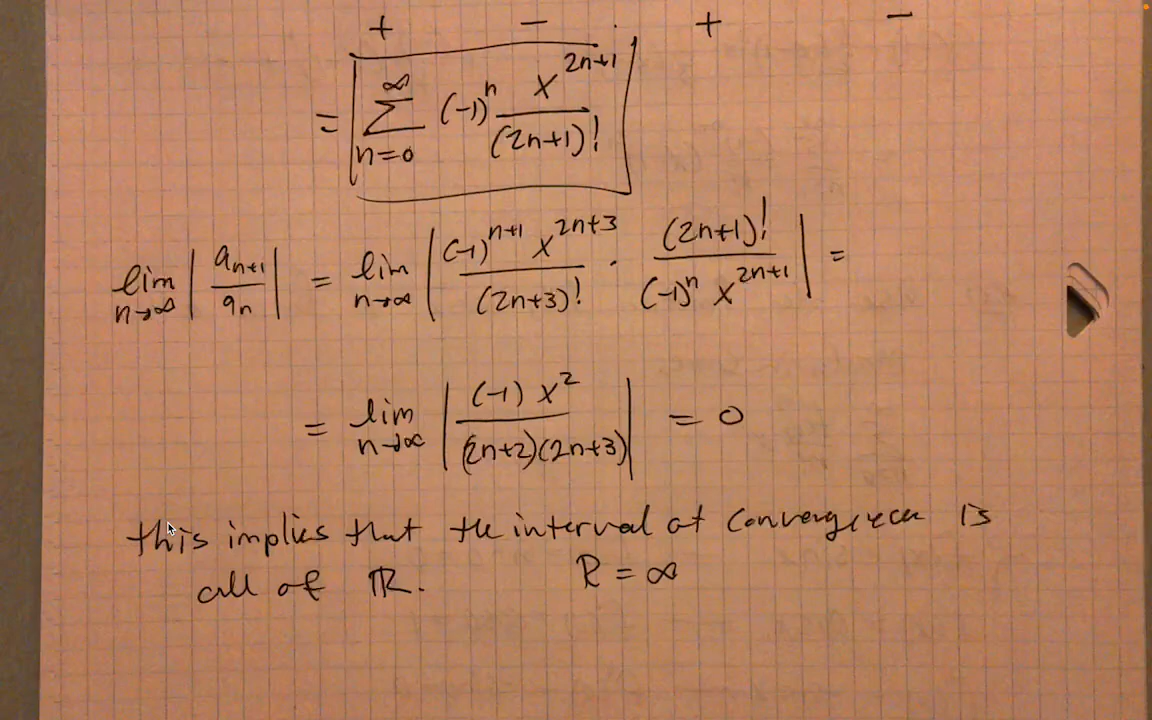 + − + −
= ∑_{n=0}^{∞} (-1)^n x^{2n+1} / (2n+1)!
lim_{n→∞} | a_{n+1} / a_n | = lim_{n→∞} | (-1)^{n+1} x^{2n+3} / (2n+3)! · (2n+1)! / (-1)^n x^{2n+1} | =
= lim_{n→∞} | (-1) x^2 / (2n+2)(2n+3) | = 0
this implies that the interval of convergence is
all of ℝ. R = ∞